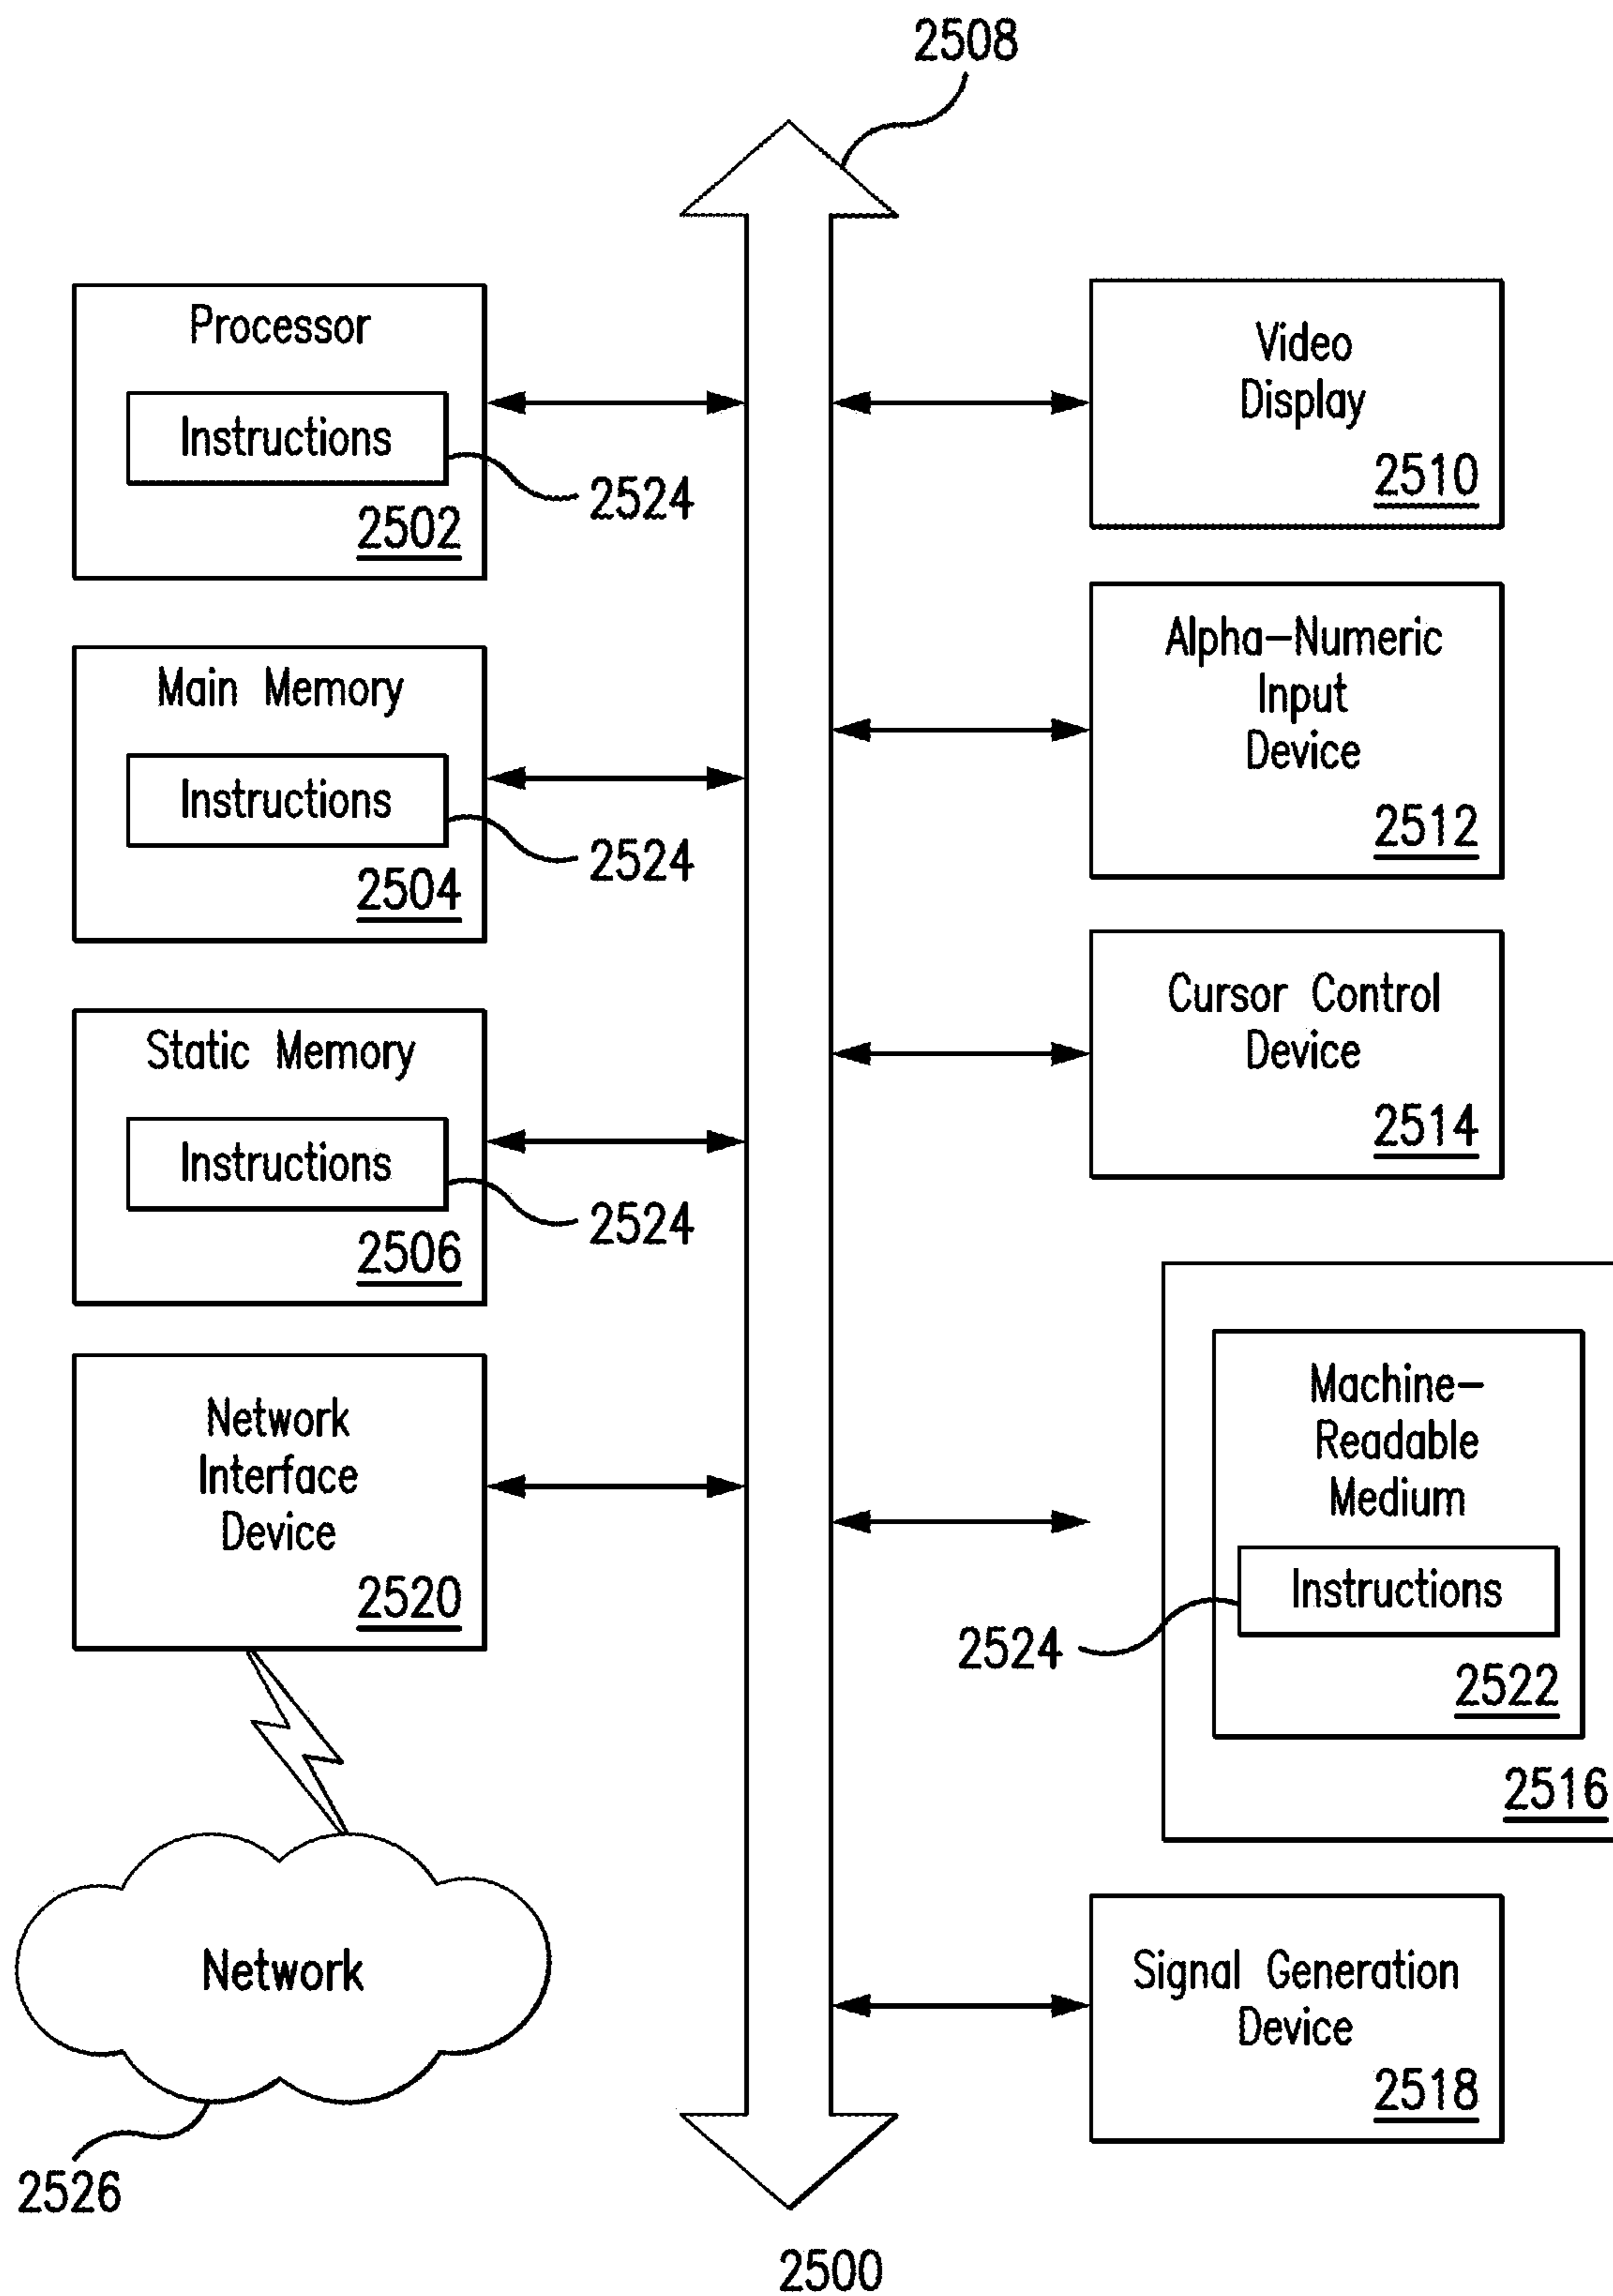 2508
Processor
Instructions
2524
2502
Main Memory
Instructions
2524
2504
Static Memory
Instructions
2524
2506
Network
Interface
Device
2520
Network
2526
Video
Display
2510
Alpha-Numeric
Input
Device
2512
Cursor Control
Device
2514
Machine-
Readable
Medium
Instructions
2524
2522
2516
Signal Generation
Device
2518
2500